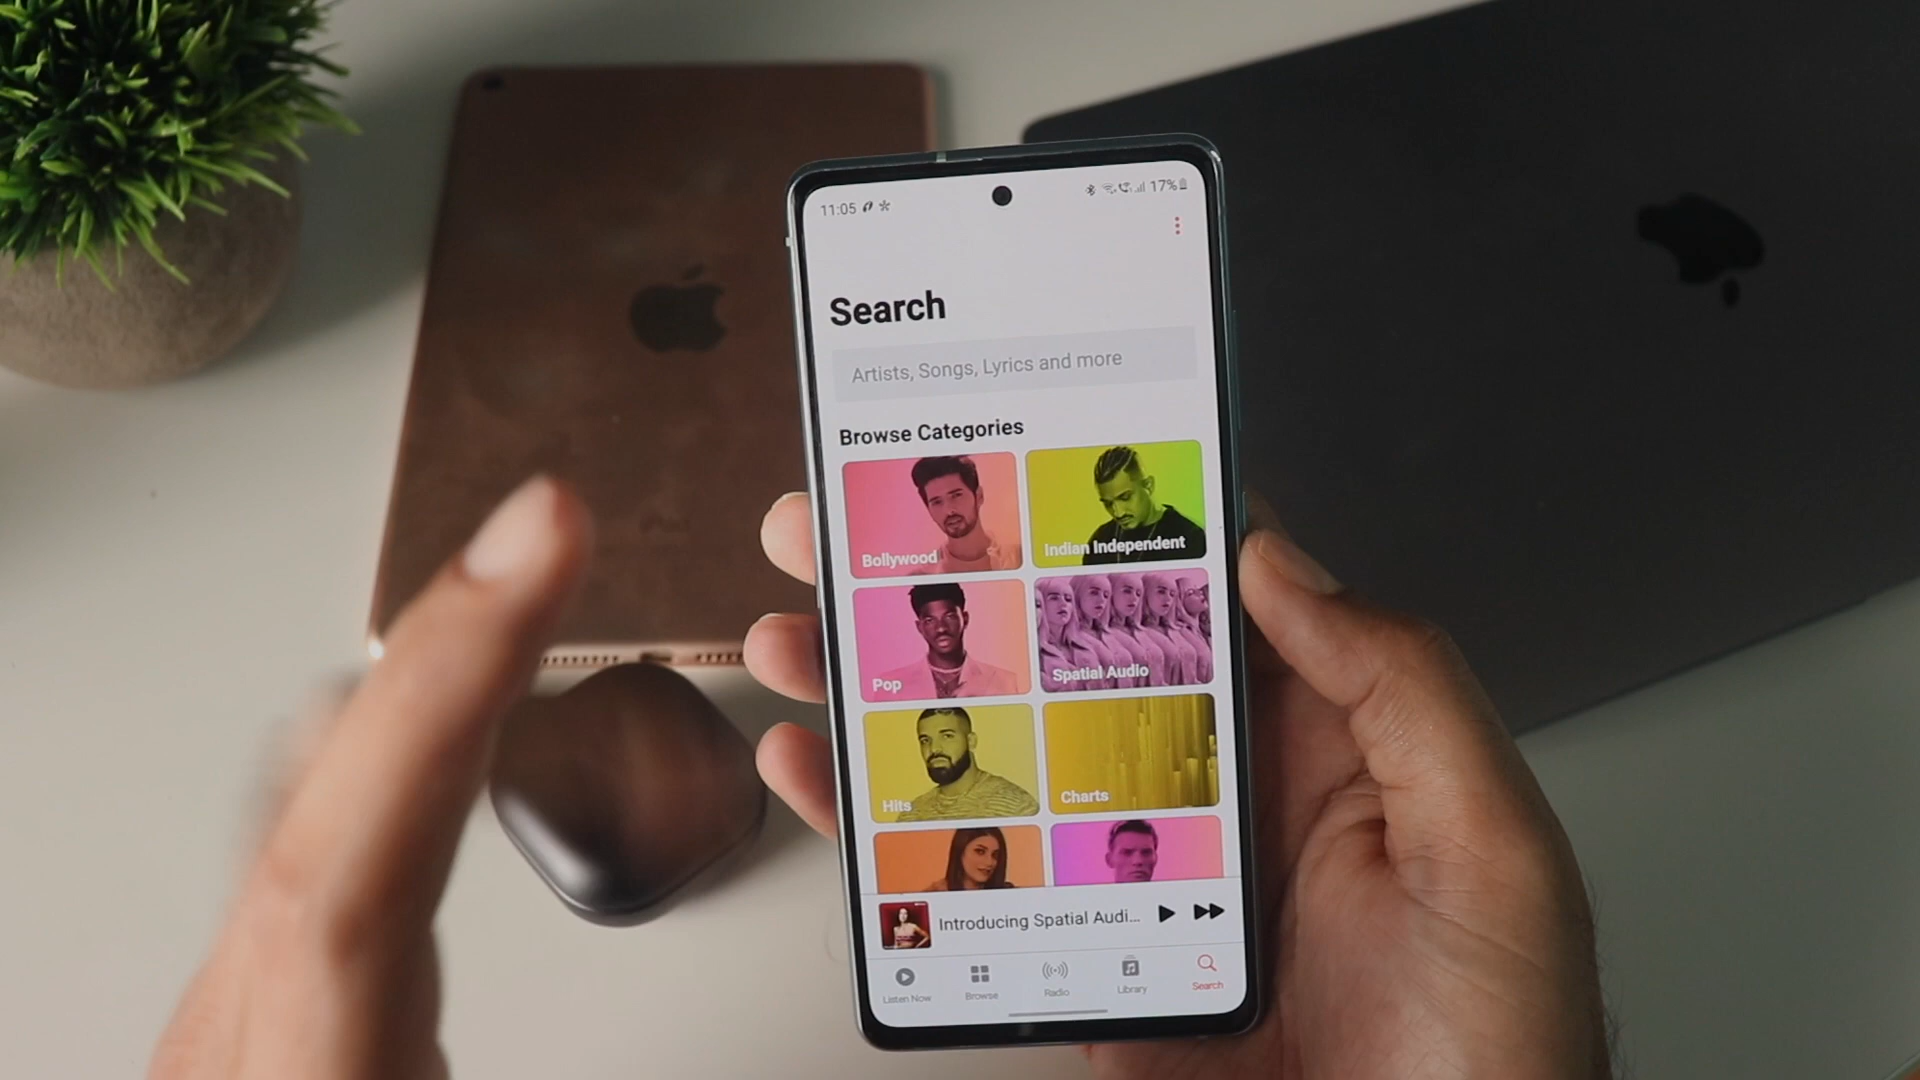 11:05
17%
Search
Artists, Songs, Lyrics and more
Browse Categories
Bollywood
Indian Independent
Pop
Spatial Audio
Hits
Charts
Introducing Spatial Audi...
Listen Now
Browse
Radio
Library
Search